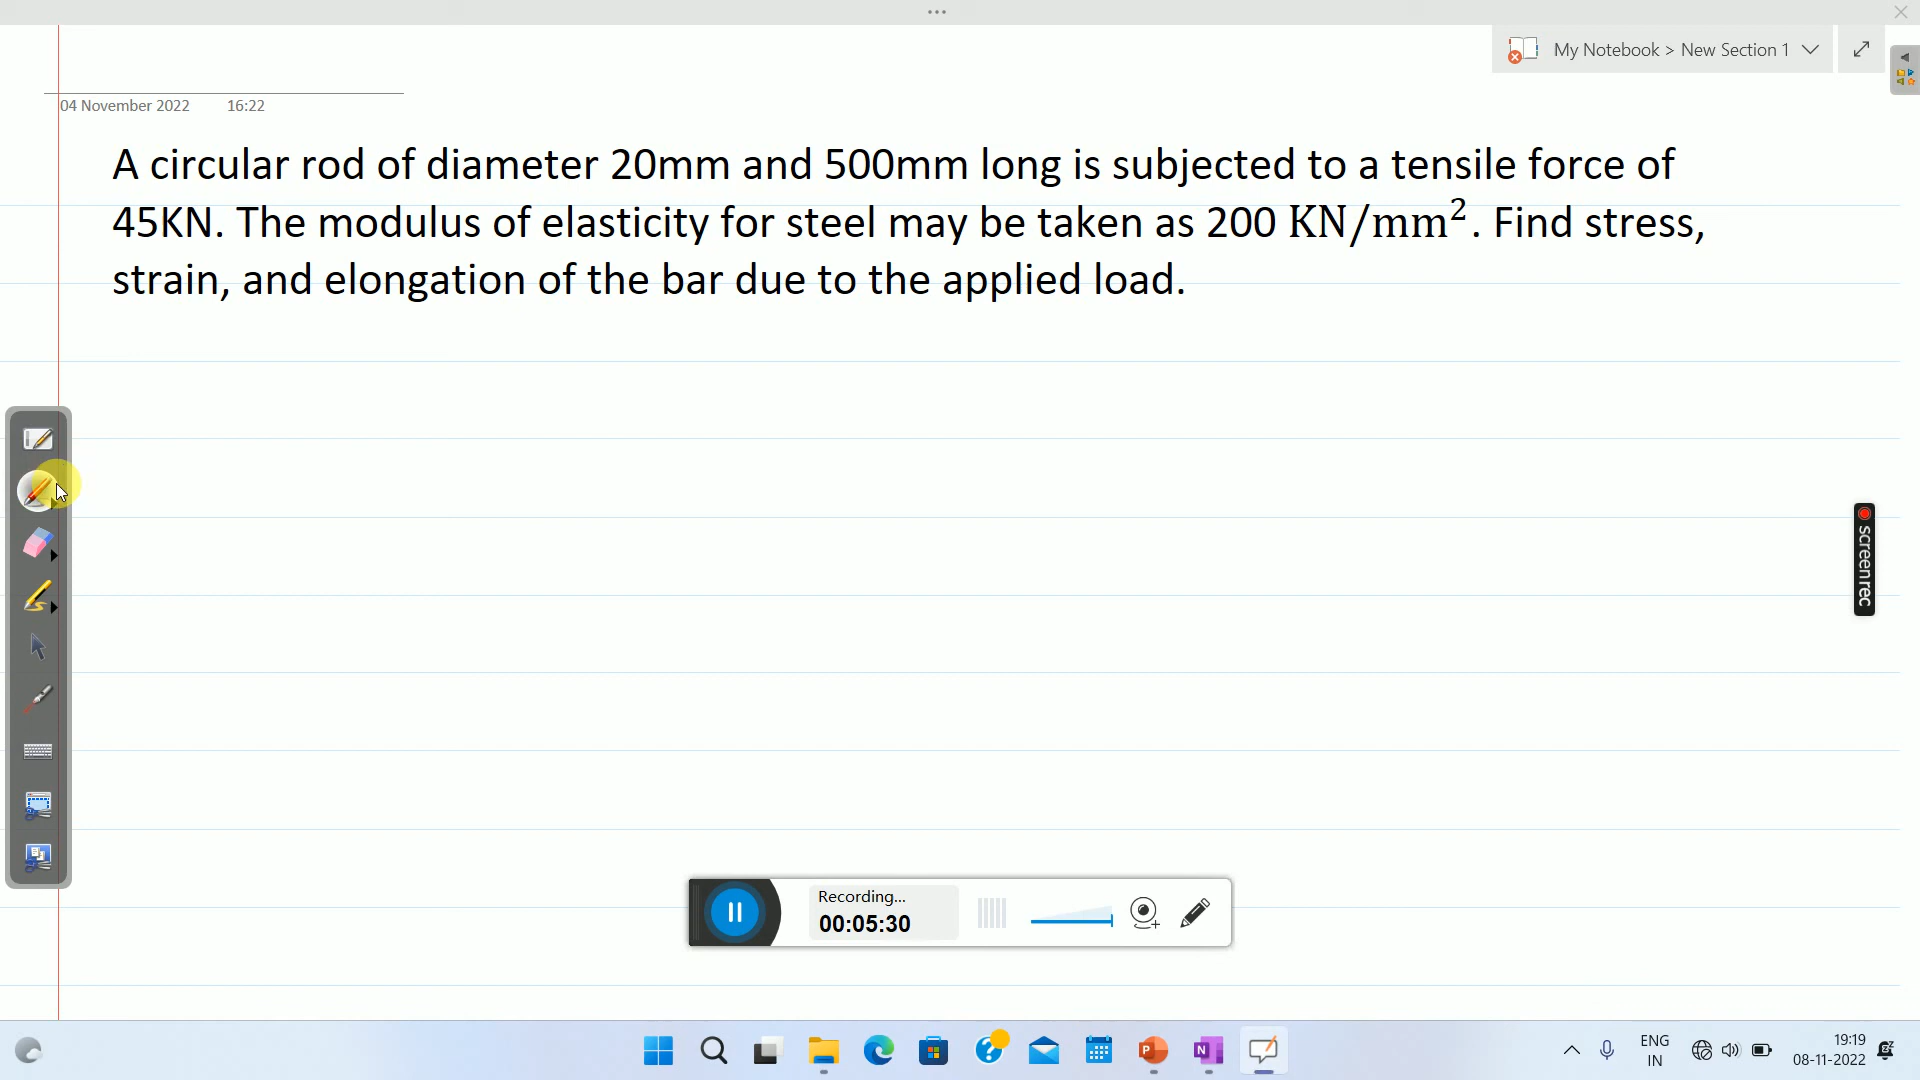 My Notebook > New Section 1
04 November 2022 16:22
A circular rod of diameter 20mm and 500mm long is subjected to a tensile force of
45KN. The modulus of elasticity for steel may be taken as 200 KN/mm². Find stress,
strain, and elongation of the bar due to the applied load.
screenrec
Recording...
00:05:30
ENG
IN
19:19
08-11-2022